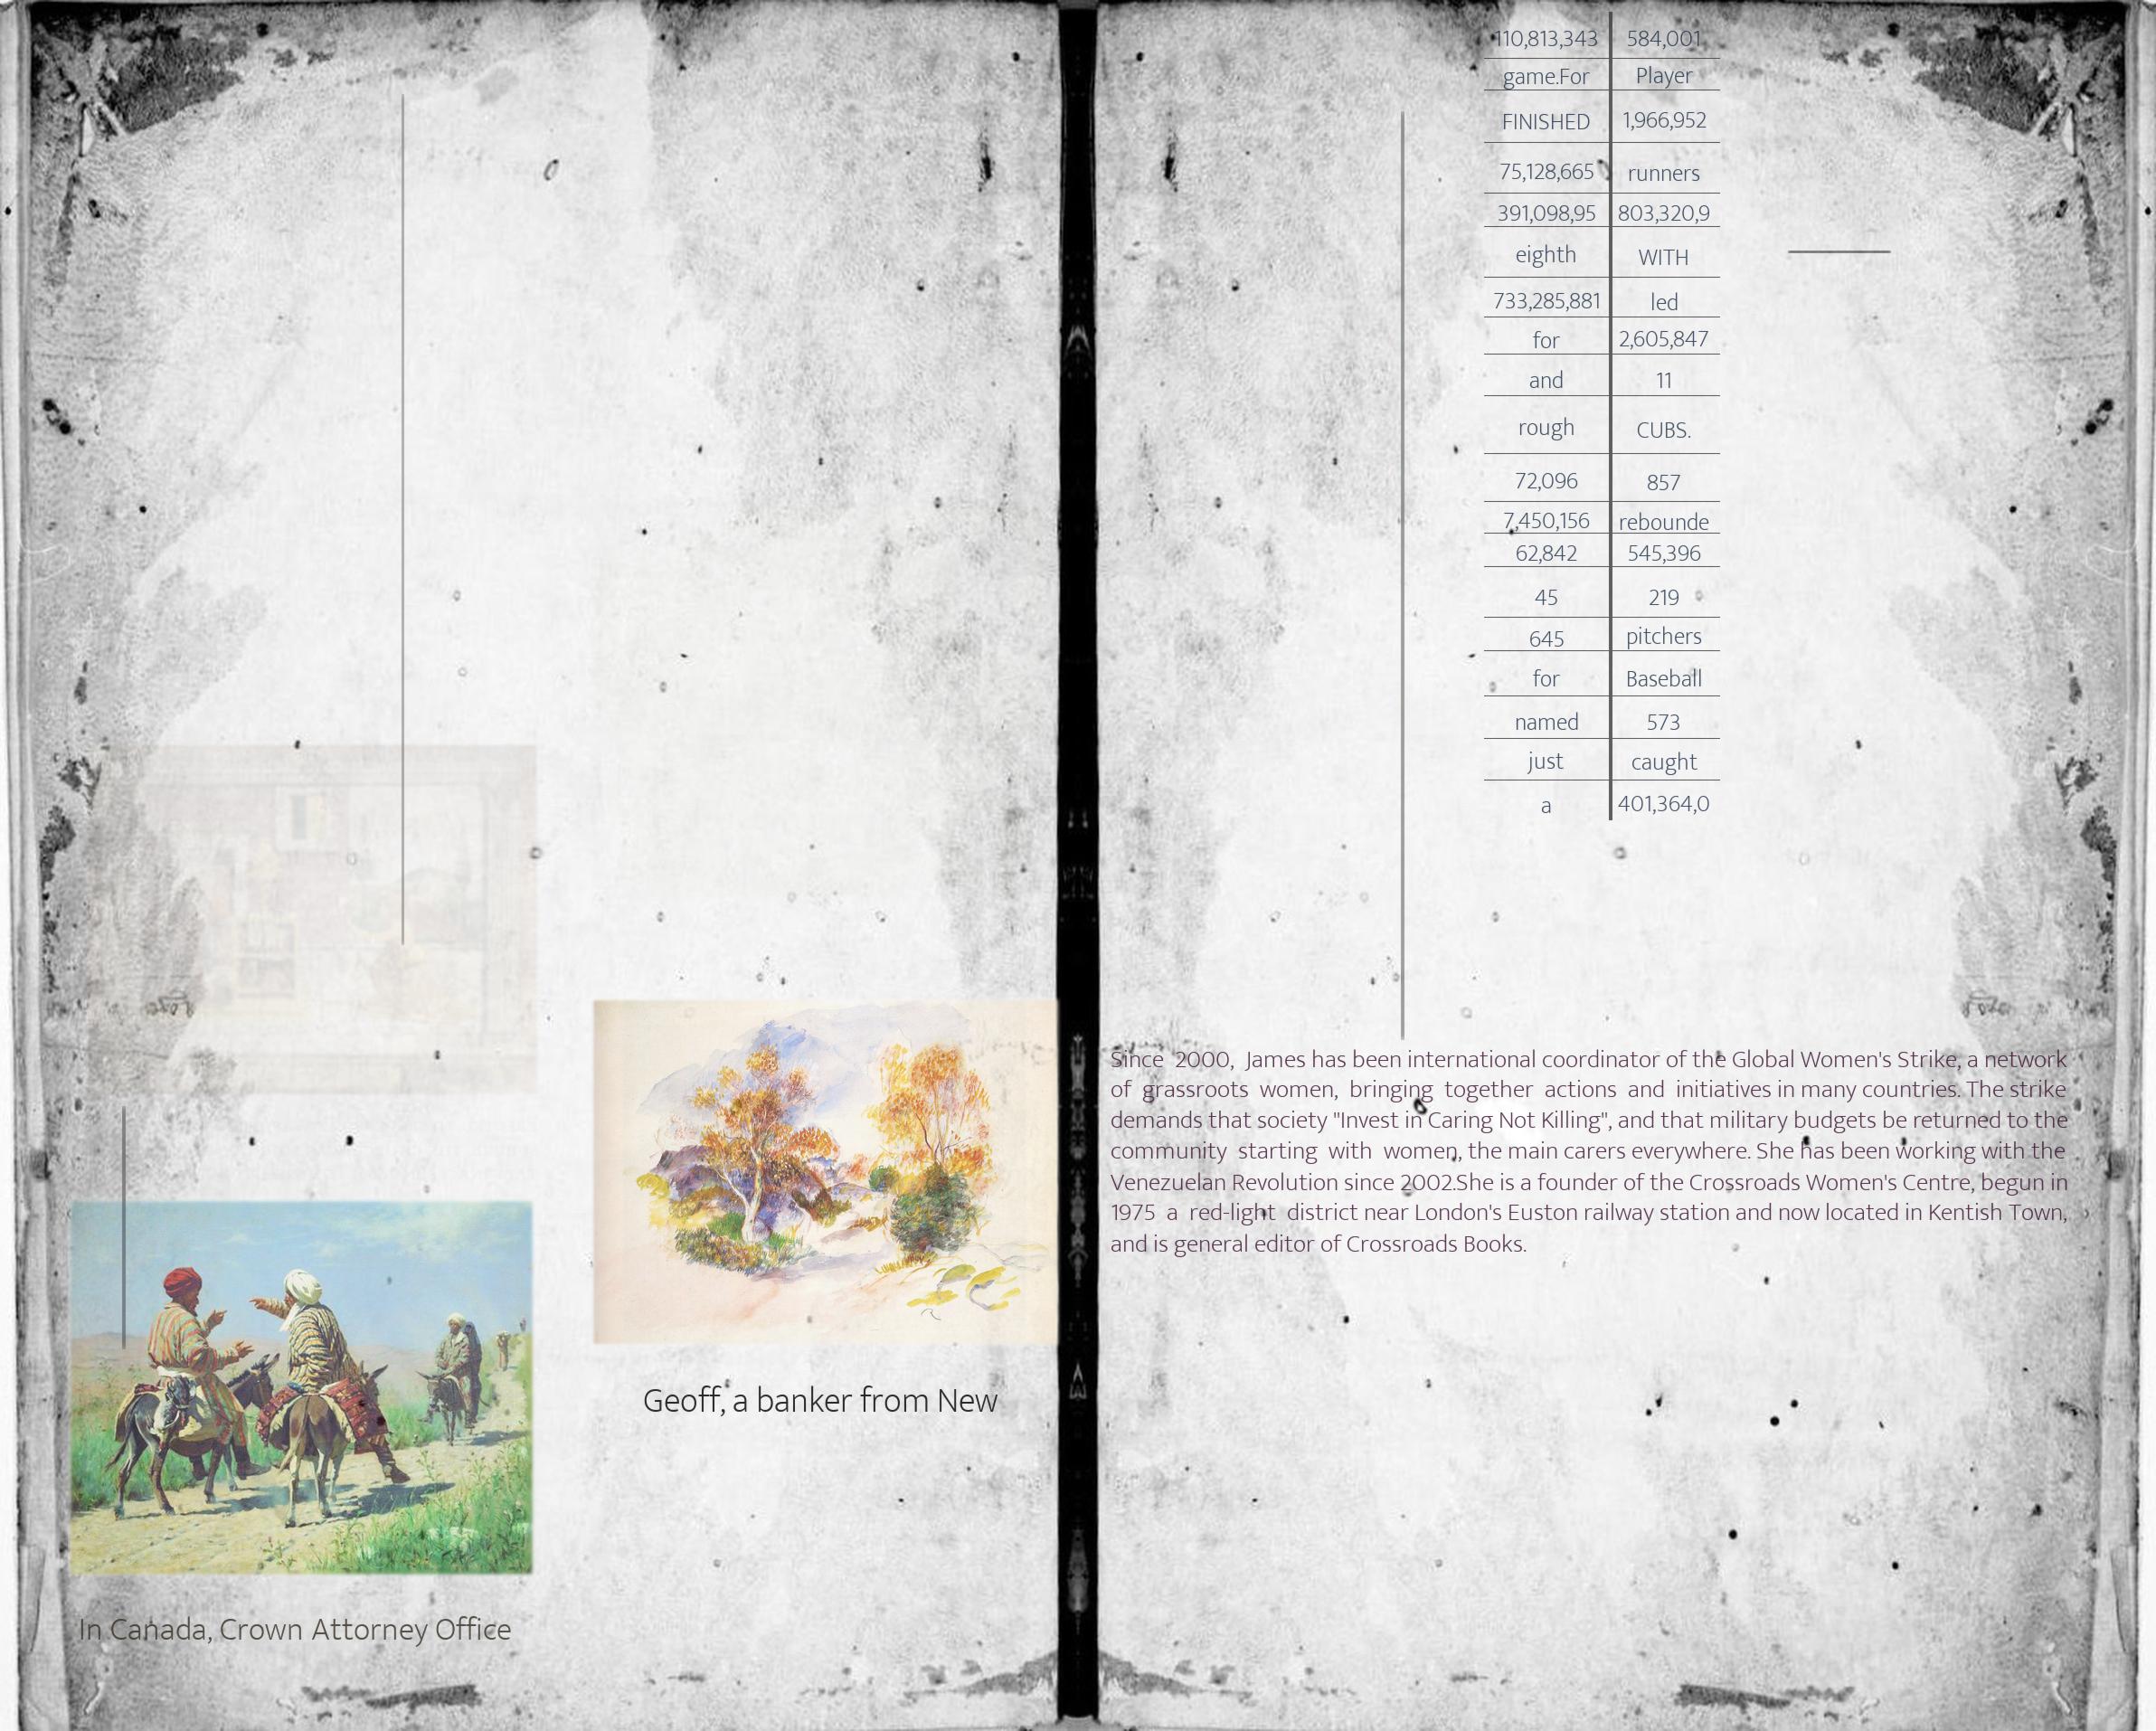 Geoff, a banker from New
In Canada, Crown Attorney Office
110,813,343 584,001
game.For Player
FINISHED 1,966,952
75,128,665 runners
391,098,95 803,320,9
eighth WITH
733,285,881 led
for 2,605,847
and 11
rough CUBS.
72,096 857
7,450,156 rebounde
62,842 545,396
45 219
645 pitchers
for Baseball
named 573
just caught
a 401,364,0
Since 2000, James has been international coordinator of the Global Women's Strike, a network
of grassroots women, bringing together actions and initiatives in many countries. The strike
demands that society "Invest in Caring Not Killing", and that military budgets be returned to the
community starting with women, the main carers everywhere. She has been working with the
Venezuelan Revolution since 2002.She is a founder of the Crossroads Women's Centre, begun in
1975 a red-light district near London's Euston railway station and now located in Kentish Town,
and is general editor of Crossroads Books.